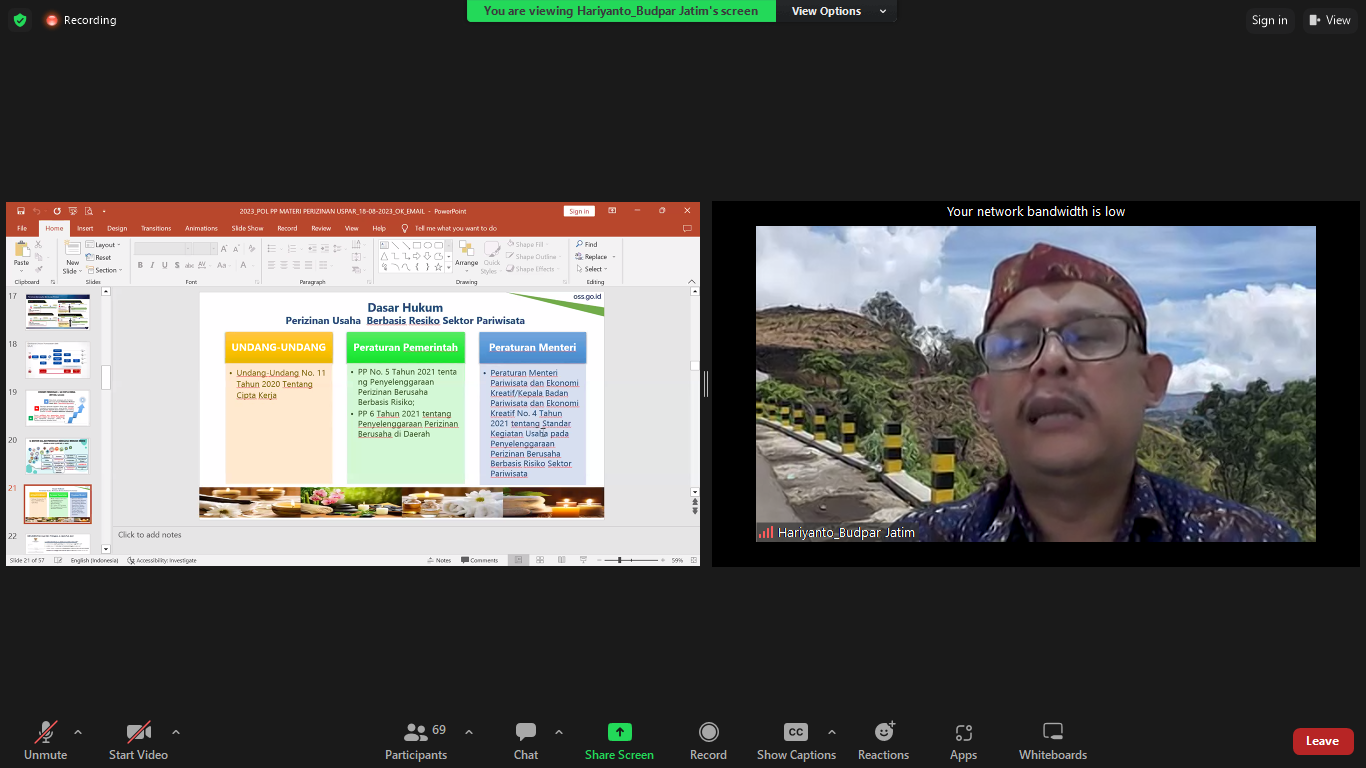 Recording
You are viewing Hariyanto_Budpar Jatim's screen
View Options
Sign in
View
2023_POL PP MATERI PERIZINAN USPAR_18-08-2023_OK_EMAIL - PowerPoint
Sign in
File Home Insert Design Transitions Animations Slide Show Record Review View Help Tell me what you want to do
Paste
New
Slide
Layout
Reset
Section
Arrange
Quick
Styles
Shape Fill
Shape Outline
Shape Effects
Find
Replace
Select
Clipboard Slides Font Paragraph Drawing Editing
17
18
19
20
21
22
oss.go.id
Dasar Hukum
Perizinan Usaha Berbasis Resiko Sektor Pariwisata
UNDANG-UNDANG
• Undang-Undang No. 11
Tahun 2020 Tentang
Cipta Kerja
Peraturan Pemerintah
• PP No. 5 Tahun 2021 tenta
ng Penyelenggaraan
Perizinan Berusaha
Berbasis Risiko;
• PP 6 Tahun 2021 tentang
Penyelenggaraan Perizinan
Berusaha di Daerah
Peraturan Menteri
• Peraturan Menteri
Pariwisata dan Ekonomi
Kreatif/Kepala Badan
Pariwisata dan Ekonomi
Kreatif No. 4 Tahun
2021 tentang Standar
Kegiatan Usaha pada
Penyelenggaraan
Perizinan Berusaha
Berbasis Risiko Sektor
Pariwisata
Click to add notes
Slide 21 of 57 English (Indonesia) Accessibility: Investigate Notes Comments 59%
Your network bandwidth is low
Hariyanto_Budpar Jatim
Unmute
Start Video
69
Participants
Chat
Share Screen
Record
CC
Show Captions
Reactions
Apps
Whiteboards
Leave